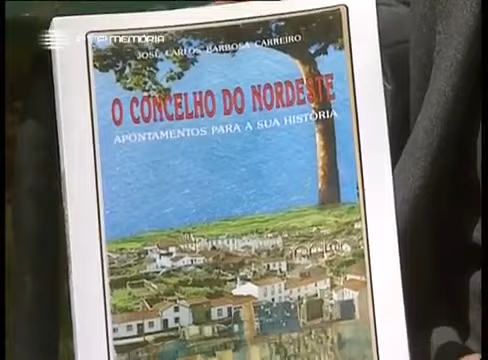 RTP MEMÓRIA
JOSÉ CARLOS BARBOSA CARREIRO
O CONCELHO DO NORDESTE
APONTAMENTOS PARA A SUA HISTÓRIA